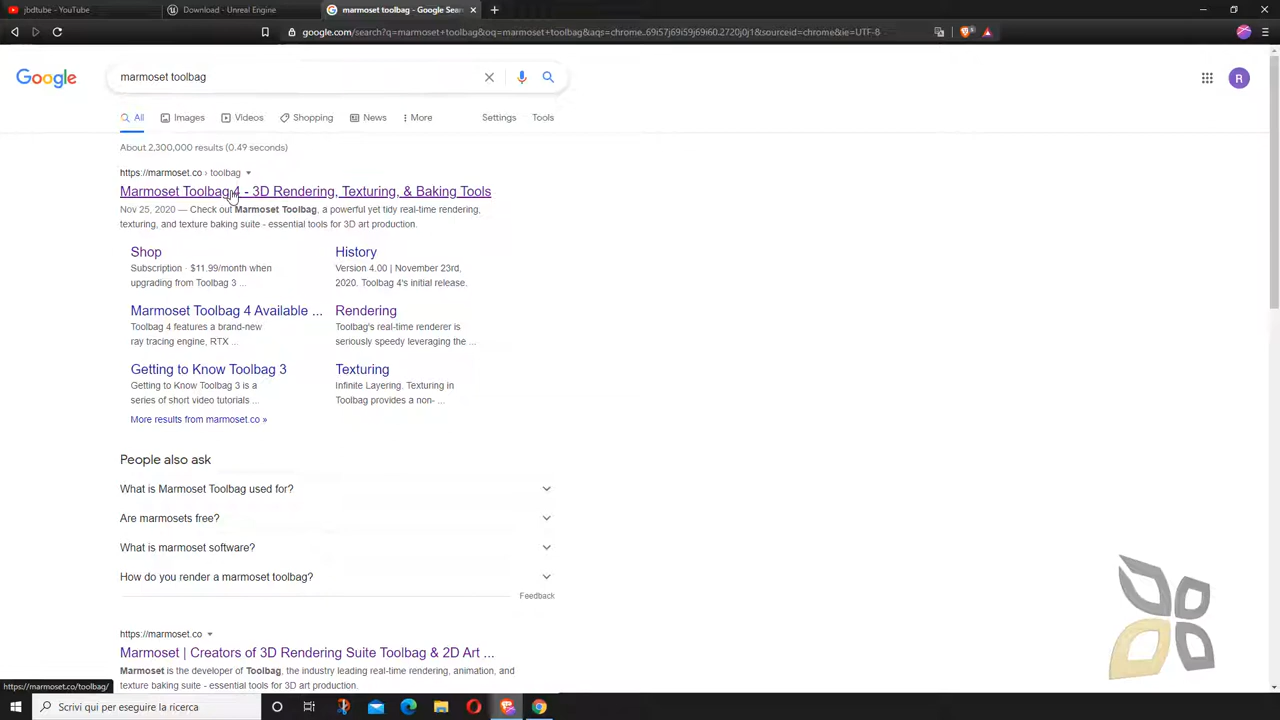 jbdtube - YouTube
Download - Unreal Engine
marmoset toolbag - Google Sear
google.com/search?q=marmoset+toolbag&oq=marmoset+toolbag&aqs=chrome..69i57j69i59j69i60.2720j0j1&sourceid=chrome&ie=UTF-8
Google
marmoset toolbag
R
All
Images
Videos
Shopping
News
More
Settings
Tools
About 2,300,000 results (0.49 seconds)
https://marmoset.co › toolbag
Marmoset Toolbag 4 - 3D Rendering, Texturing, & Baking Tools
Nov 25, 2020 — Check out Marmoset Toolbag, a powerful yet tidy real-time rendering,
texturing, and texture baking suite - essential tools for 3D art production.
Shop
Subscription · $11.99/month when
upgrading from Toolbag 3 ...
History
Version 4.00 | November 23rd,
2020. Toolbag 4's initial release.
Marmoset Toolbag 4 Available ...
Toolbag 4 features a brand-new
ray tracing engine, RTX ...
Rendering
Toolbag's real-time renderer is
seriously speedy leveraging the ...
Getting to Know Toolbag 3
Getting to Know Toolbag 3 is a
series of short video tutorials ...
Texturing
Infinite Layering. Texturing in
Toolbag provides a non- ...
More results from marmoset.co »
People also ask
What is Marmoset Toolbag used for?
Are marmosets free?
What is marmoset software?
How do you render a marmoset toolbag?
Feedback
https://marmoset.co
Marmoset | Creators of 3D Rendering Suite Toolbag & 2D Art ...
Marmoset is the developer of Toolbag, the industry leading real-time rendering, animation, and
texture baking suite - essential tools for 3D art production.
https://marmoset.co/toolbag/
Scrivi qui per eseguire la ricerca